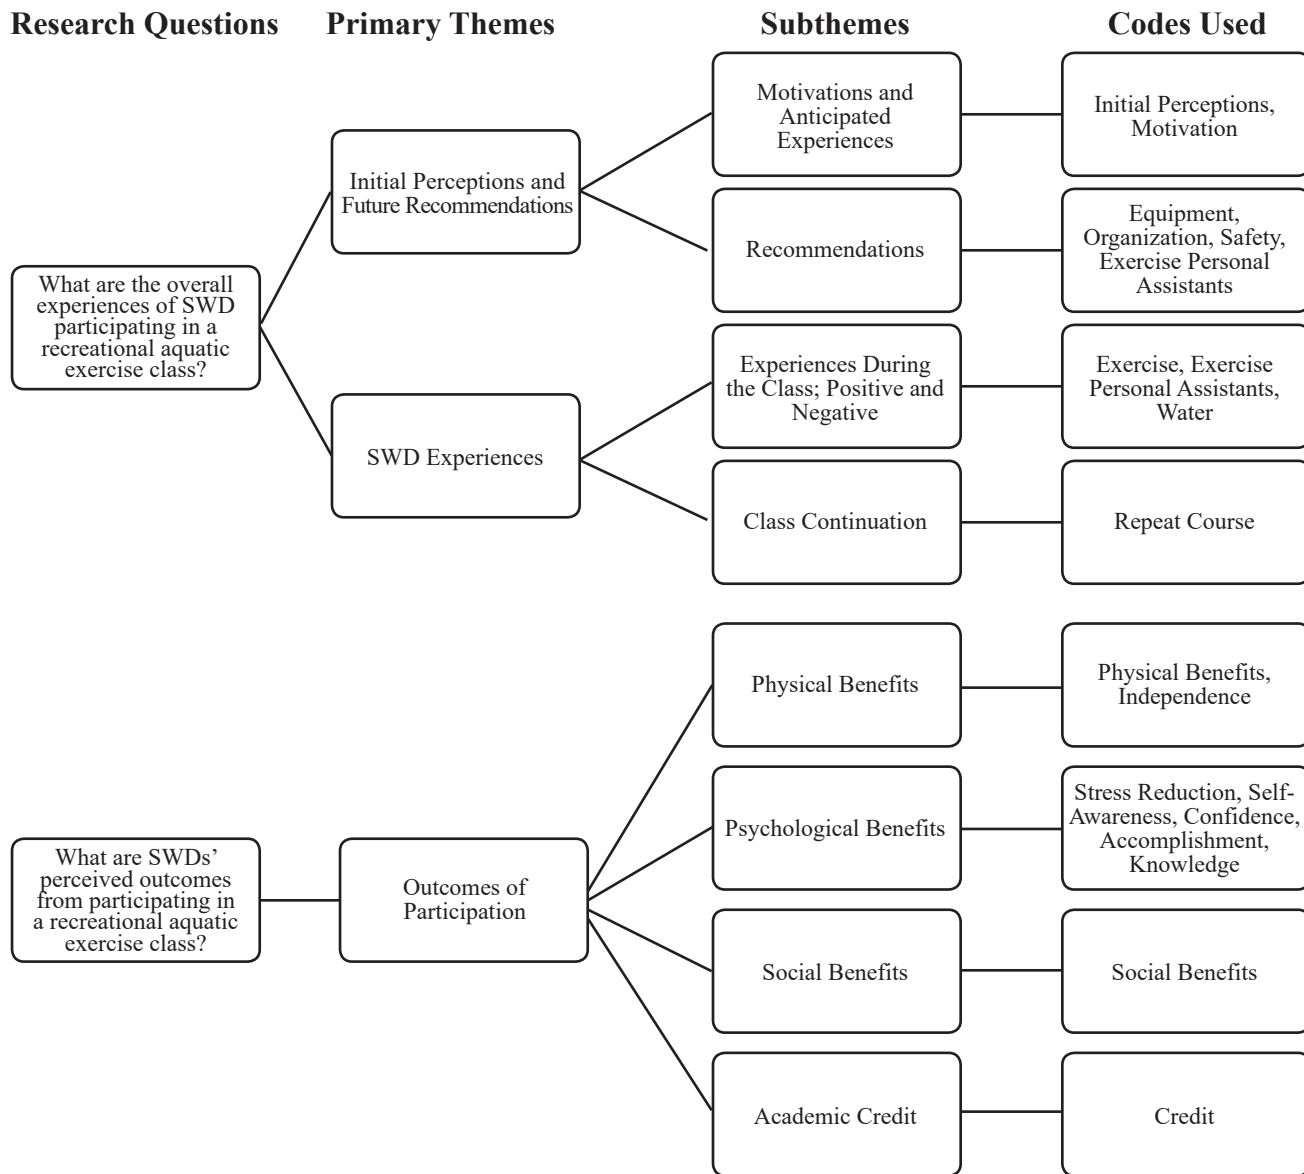 Research Questions
Primary Themes
Subthemes
Codes Used
What are the overall
experiences of SWD
participating in a
recreational aquatic
exercise class?
Initial Perceptions and
Future Recommendations
Motivations and
Anticipated
Experiences
Initial Perceptions,
Motivation
Recommendations
Equipment,
Organization, Safety,
Exercise Personal
Assistants
SWD Experiences
Experiences During
the Class; Positive and
Negative
Exercise, Exercise
Personal Assistants,
Water
Class Continuation
Repeat Course
What are SWDs’
perceived outcomes
from participating in
a recreational aquatic
exercise class?
Outcomes of
Participation
Physical Benefits
Physical Benefits,
Independence
Psychological Benefits
Stress Reduction, Self-
Awareness, Confidence,
Accomplishment,
Knowledge
Social Benefits
Social Benefits
Academic Credit
Credit